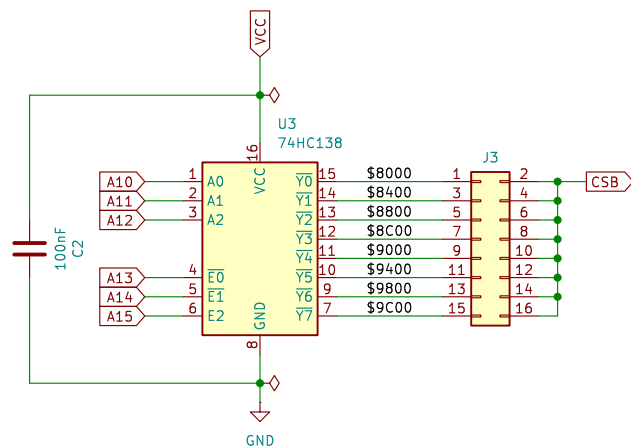 VCC
U3
74HC138
16
VCC
J3
A10 1 A0 Y0 15 $8000 1 2 CSB
A11 2 A1 Y1 14 $8400 3 4
A12 3 A2 Y2 13 $8800 5 6
Y3 12 $8C00 7 8
100nF
C2
Y4 11 $9000 9 10
A13 4 E0 Y5 10 $9400 11 12
A14 5 E1 Y6 9 $9800 13 14
A15 6 E2 Y7 7 $9C00 15 16
GND
8
GND